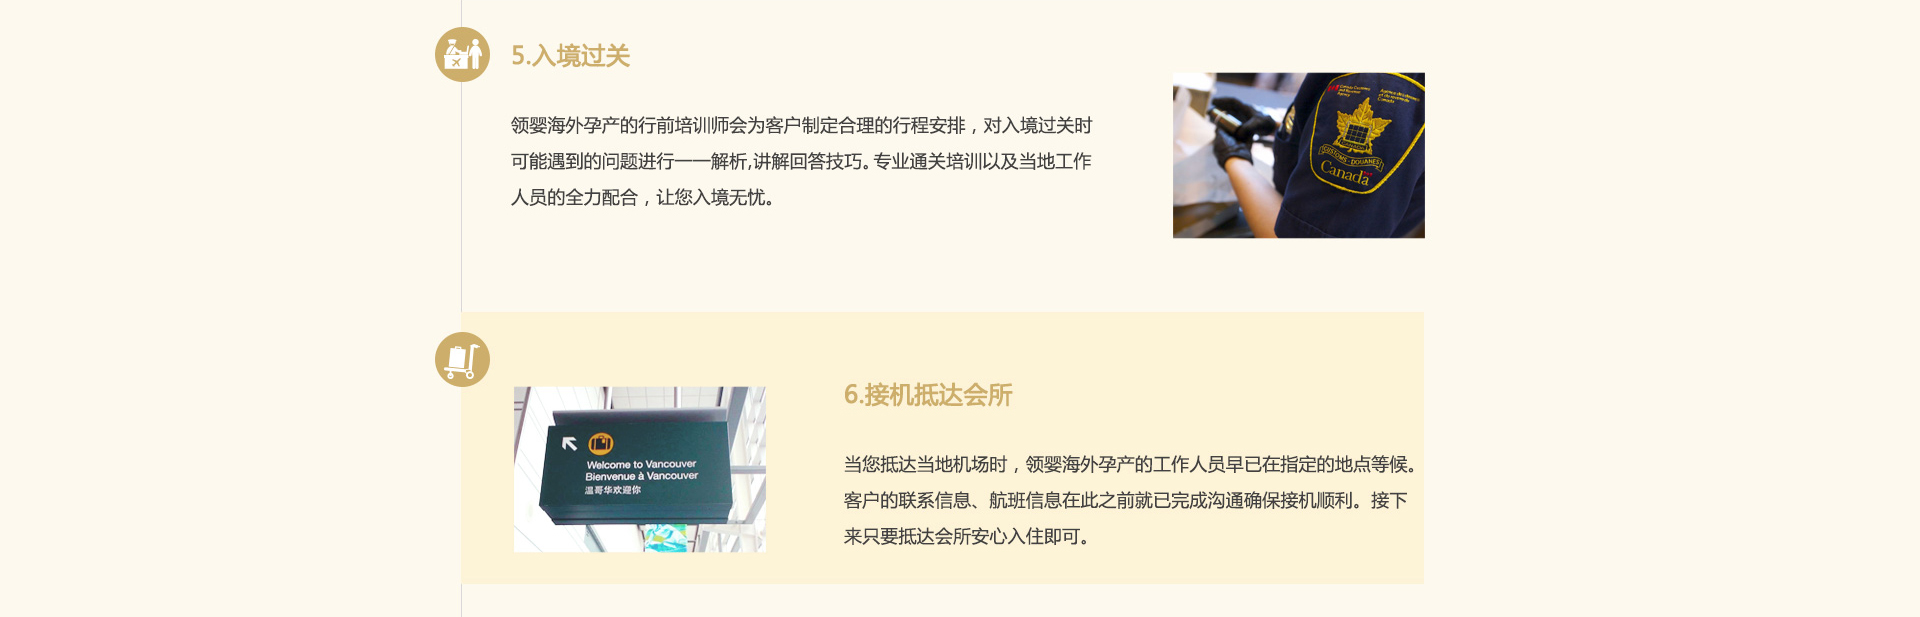 5.入境过关
领婴海外孕产的行前培训师会为客户制定合理的行程安排，对入境过关时
可能遇到的问题进行一一解析,讲解回答技巧。专业通关培训以及当地工作
人员的全力配合，让您入境无忧。
CUSTOMS DOUANES
Canada
6.接机抵达会所
当您抵达当地机场时，领婴海外孕产的工作人员早已在指定的地点等候。
客户的联系信息、航班信息在此之前就已完成沟通确保接机顺利。接下
来只要抵达会所安心入住即可。
Welcome to Vancouver
Bienvenue à Vancouver
温哥华欢迎你